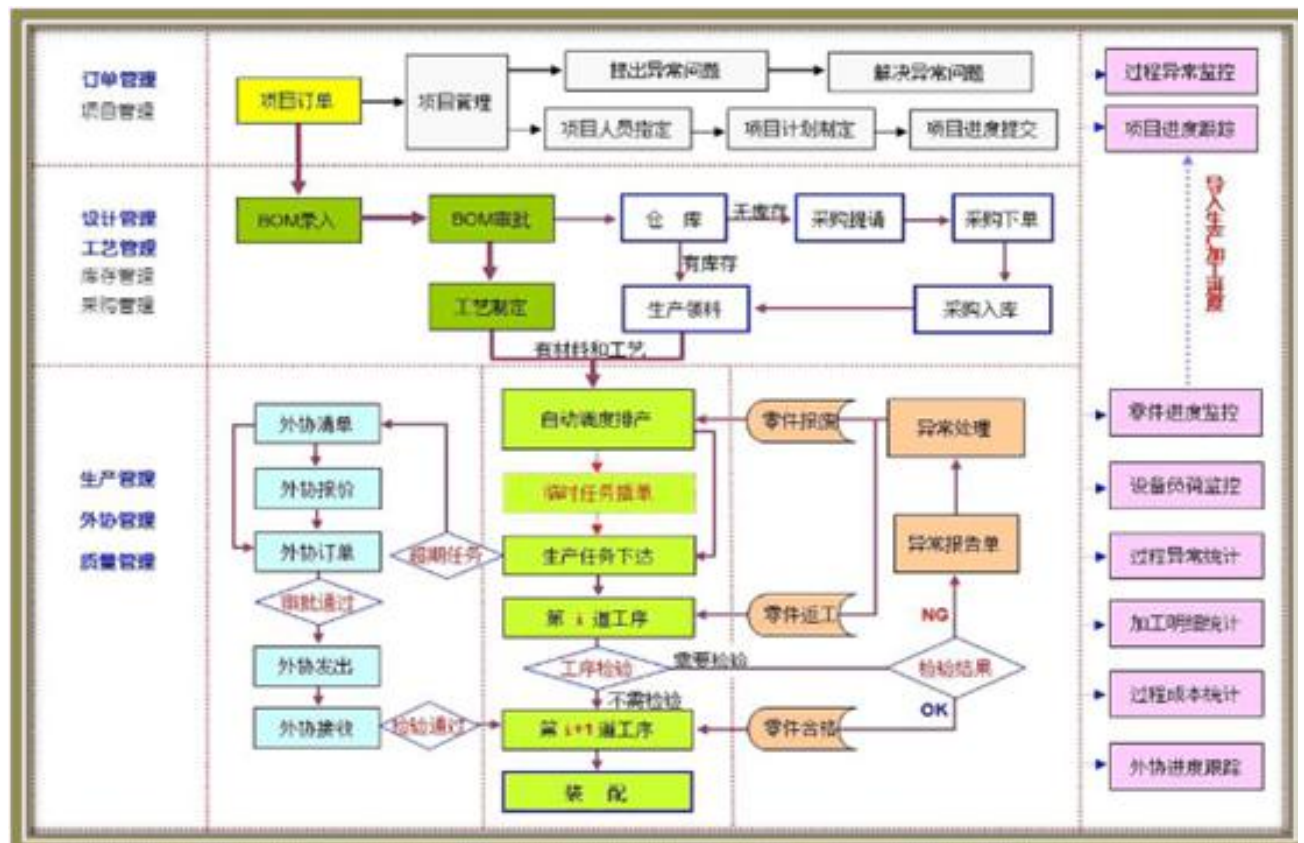 订单管理
项目管理
项目订单
项目管理
提出异常问题
解决异常问题
项目人员指定
项目计划制定
项目进度提交
过程异常监控
项目进度跟踪
设计管理
工艺管理
库存管理
采购管理
BOM录入
BOM审批
仓 库
无库存
采购提请
采购下单
有库存
工艺制定
生产领料
采购入库
有材料和工艺
导入生产加工进度
生产管理
外协管理
质量管理
外协清单
外协报价
外协订单
审批通过
外协发出
外协接收
检验通过
超期任务
自动调度排产
临时任务插单
生产任务下达
第 i 道工序
工序检验
需要检验
不需检验
第 i+1 道工序
装 配
零件报废
异常处理
异常报告单
零件返工
NG
检验结果
OK
零件合格
零件进度监控
设备负荷监控
过程异常统计
加工明细统计
过程成本统计
外协进度跟踪